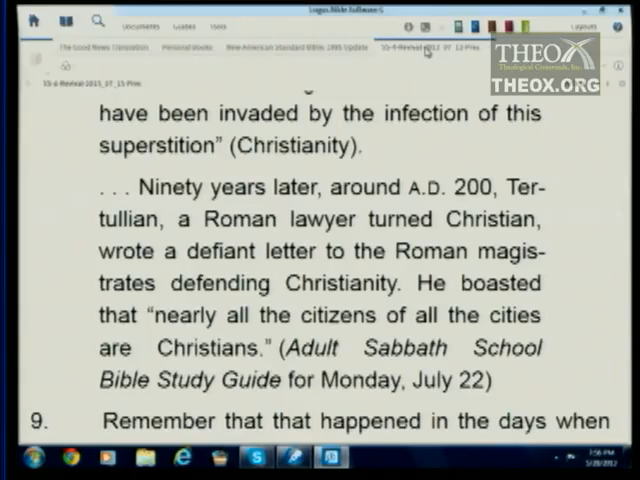 Logos Bible Software 5
Documents Guides Tools Layouts
The Good News Translation Personal Books New American Standard Bible, 1995 Update
THEOX
THEOX.ORG
have been invaded by the infection of this
superstition” (Christianity).
. . . Ninety years later, around A.D. 200, Ter-
tullian, a Roman lawyer turned Christian,
wrote a defiant letter to the Roman magis-
trates defending Christianity. He boasted
that “nearly all the citizens of all the cities
are Christians.” (Adult Sabbath School
Bible Study Guide for Monday, July 22)
9. Remember that that happened in the days when